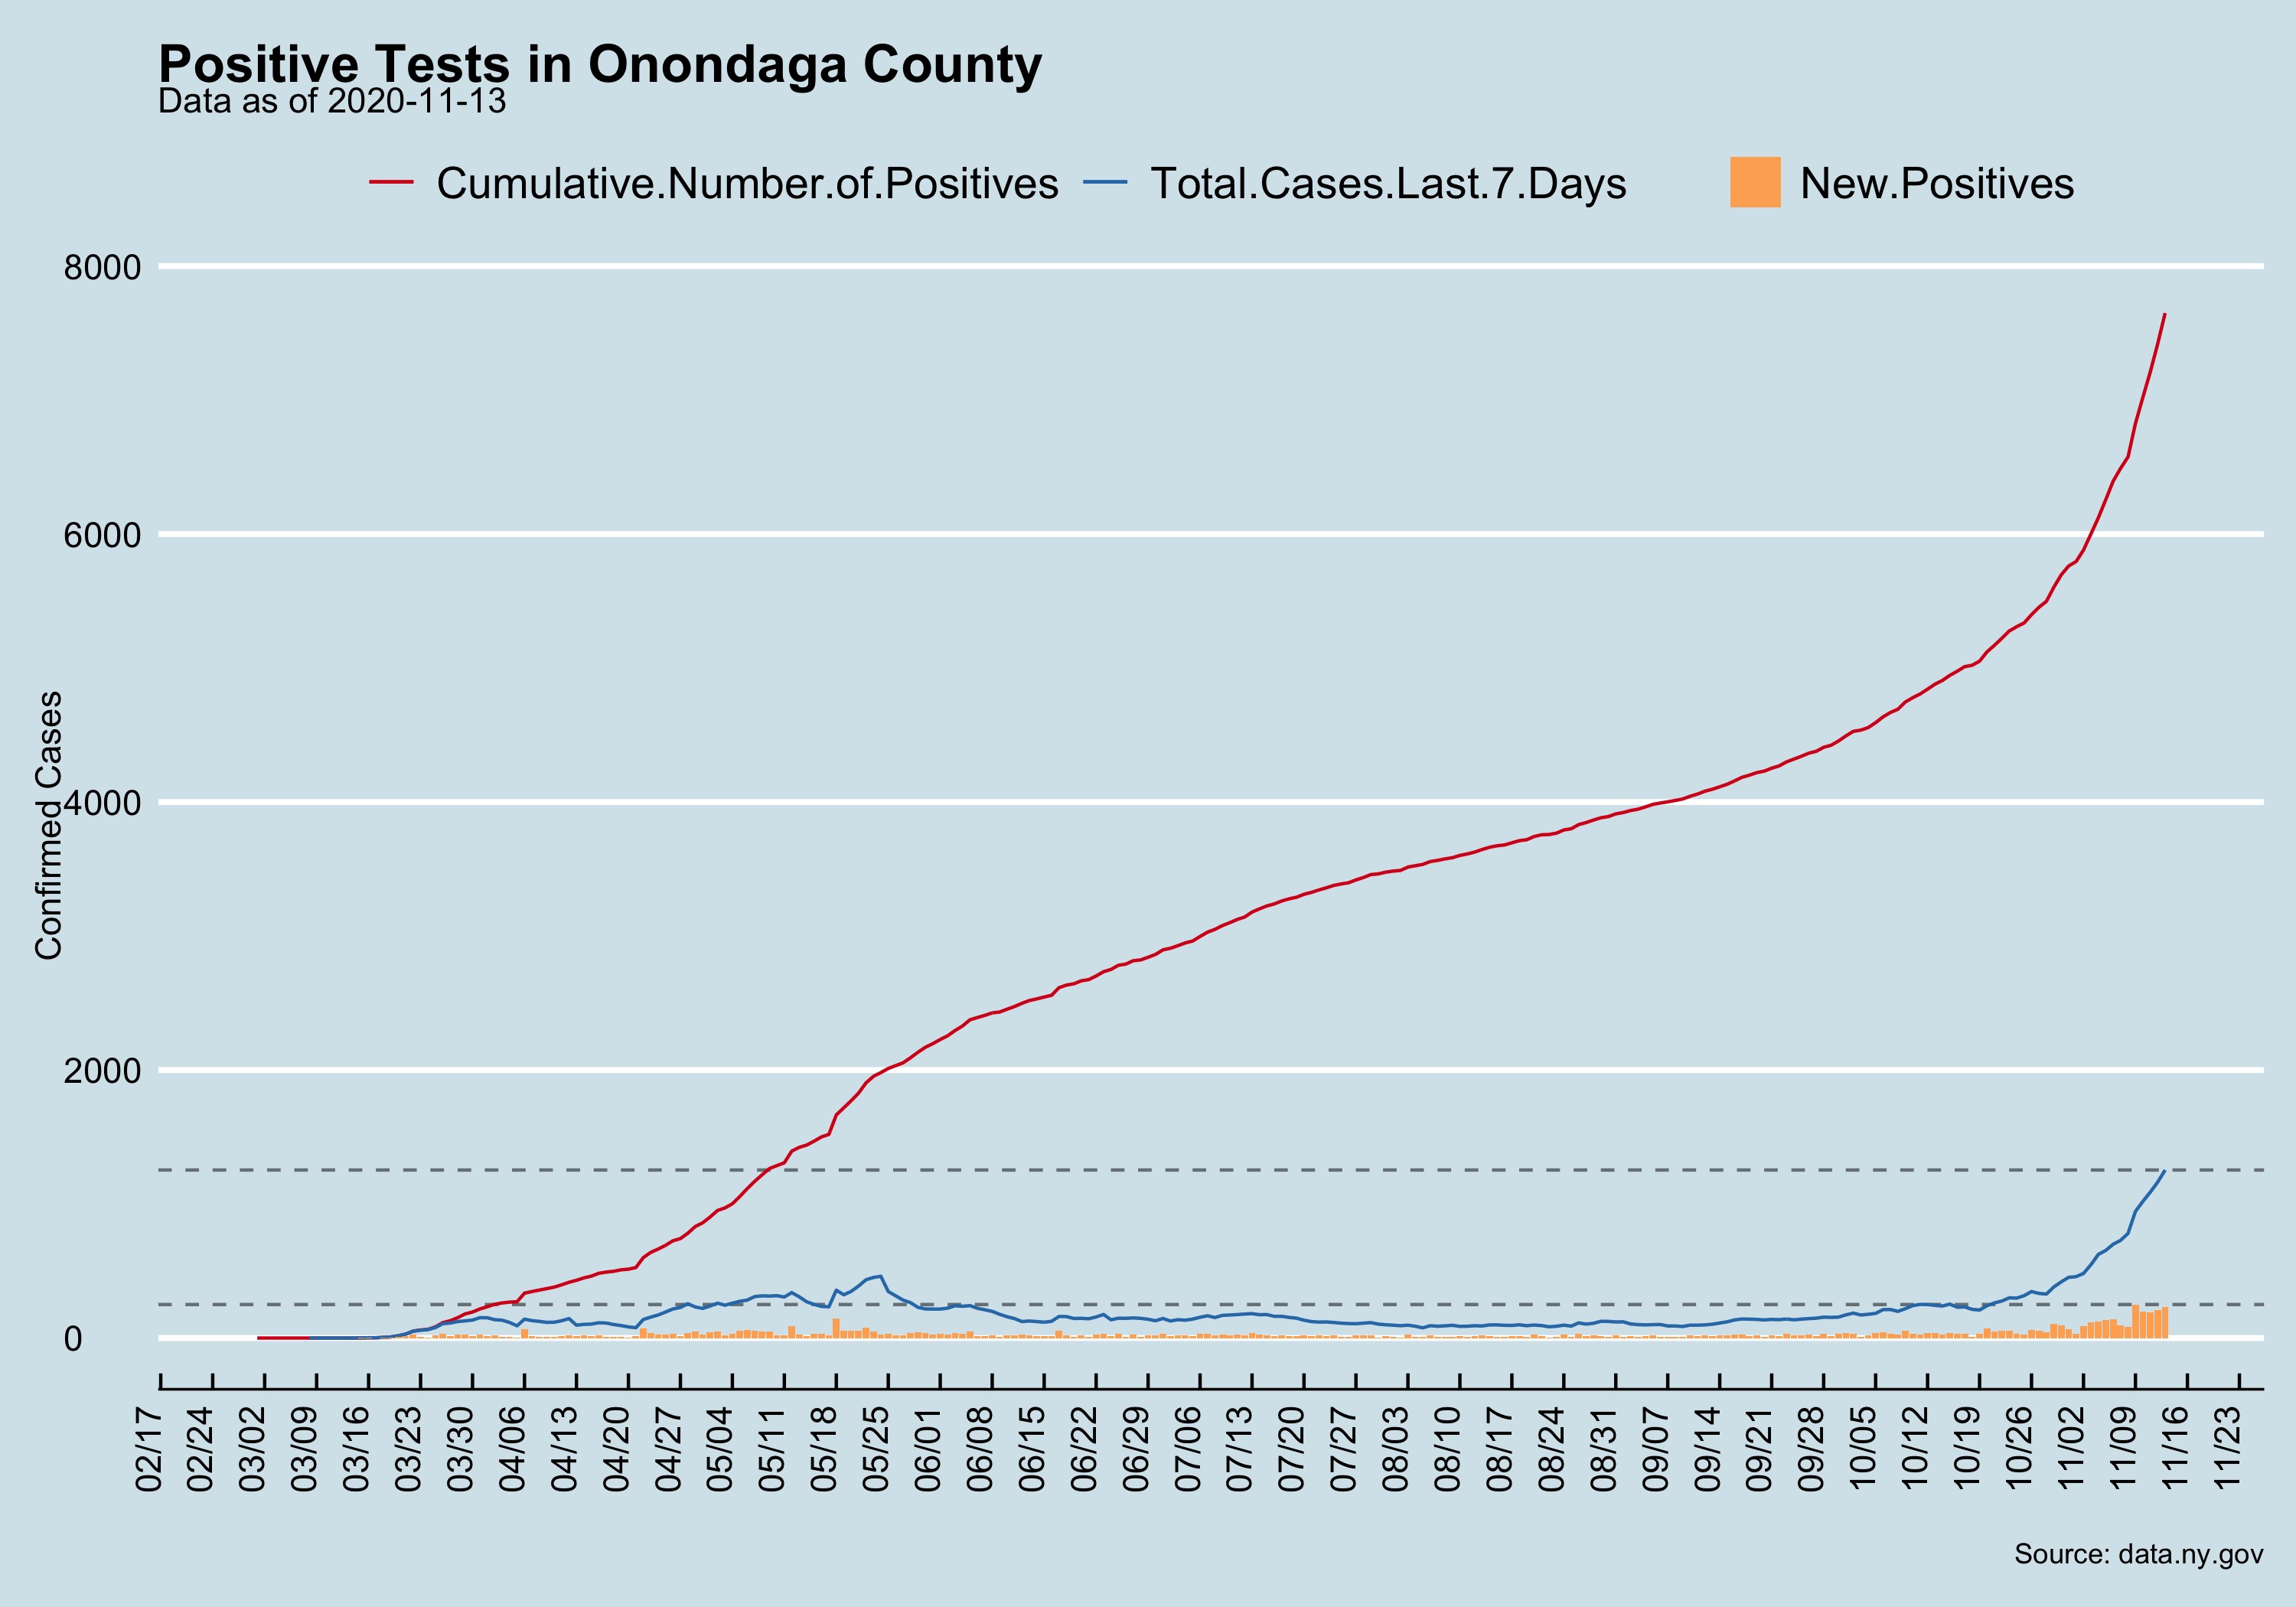 Positive Tests in Onondaga County
Data as of 2020-11-13
Cumulative.Number.of.Positives Total.Cases.Last.7.Days New.Positives
8000
6000
4000
2000
0
Confirmed Cases
02/17 02/24 03/02 03/09 03/16 03/23 03/30 04/06 04/13 04/20 04/27 05/04 05/11 05/18 05/25 06/01 06/08 06/15 06/22 06/29 07/06 07/13 07/20 07/27 08/03 08/10 08/17 08/24 08/31 09/07 09/14 09/21 09/28 10/05 10/12 10/19 10/26 11/02 11/09 11/16 11/23
Source: data.ny.gov